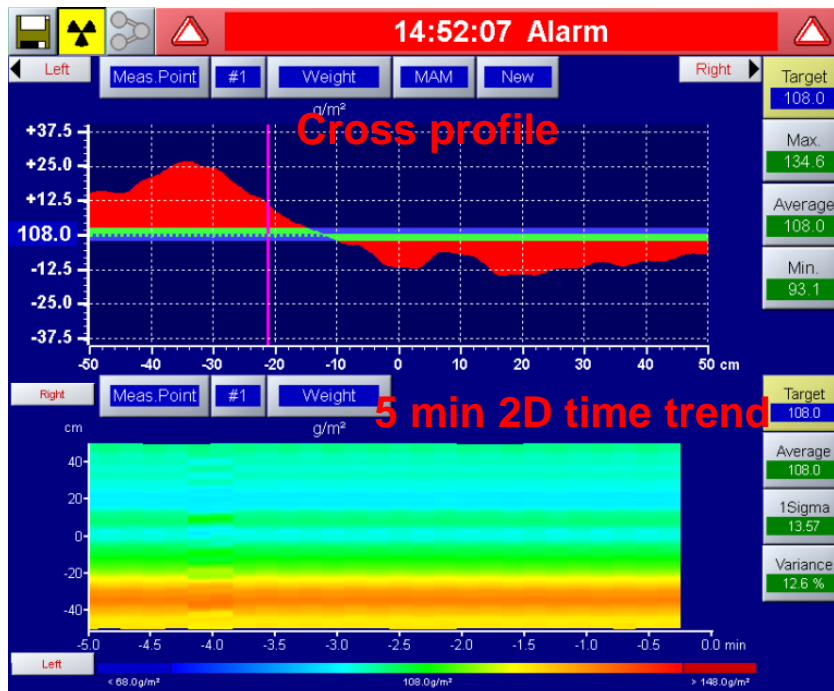 14:52:07 Alarm
Left Meas.Point #1 Weight MAM New Right
g/m²
Cross profile
Target
108.0
Max.
134.6
Average
108.0
Min.
93.1
+37.5
+25.0
+12.5
108.0
-12.5
-25.0
-37.5
-50 -40 -30 -20 -10 0 10 20 30 40 50 cm
Right Meas.Point #1 Weight
g/m²
5 min 2D time trend
Target
108.0
Average
108.0
1Sigma
13.57
Variance
12.6 %
cm
40
20
0
-20
-40
-5.0 -4.5 -4.0 -3.5 -3.0 -2.5 -2.0 -1.5 -1.0 -0.5 0.0 min
Left
< 68.0g/m² 108.0g/m² > 148.0g/m²